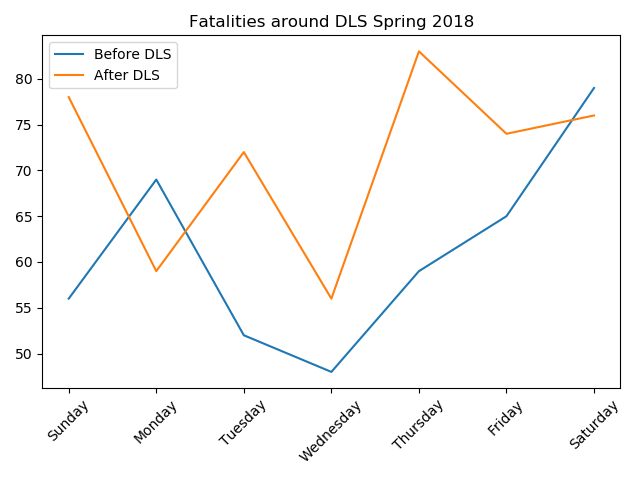 Fatalities around DLS Spring 2018
Before DLS
After DLS
80
75
70
65
60
55
50
Sunday
Monday
Tuesday
Wednesday
Thursday
Friday
Saturday